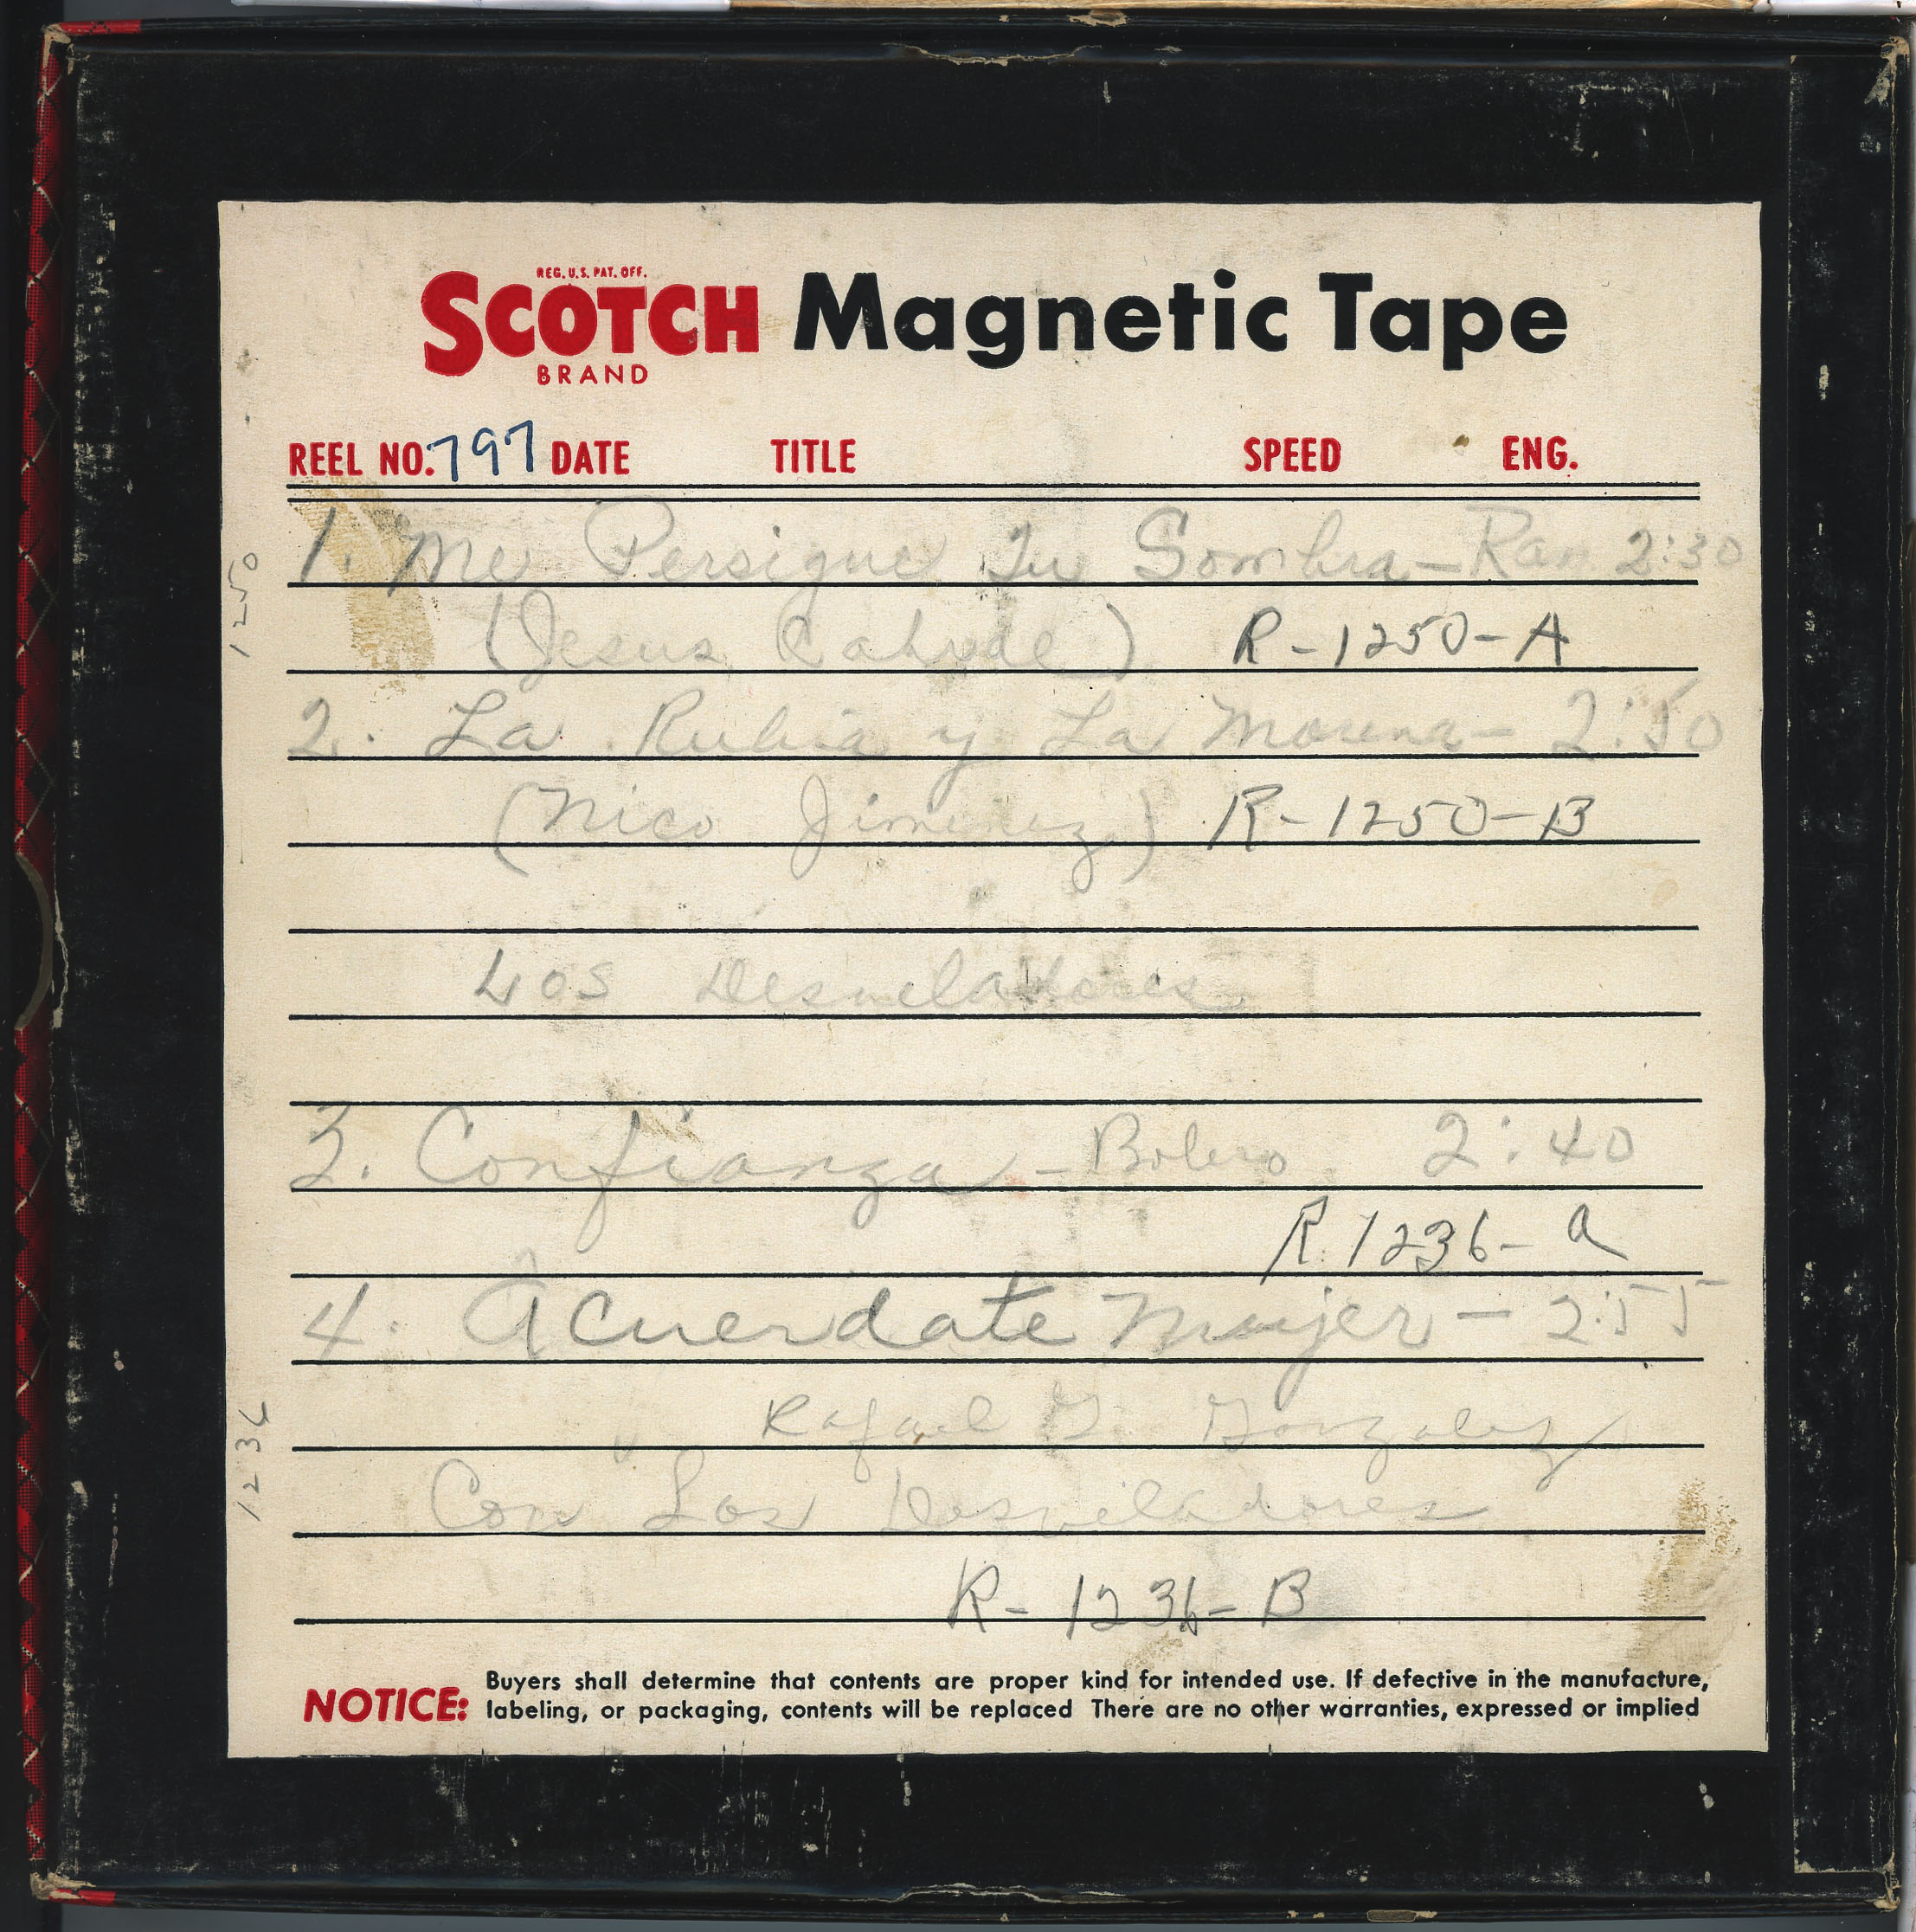 REG. U.S. PAT. OFF.
SCOTCH Magnetic Tape
BRAND
REEL NO. 797 DATE TITLE SPEED ENG.
1. Me Persigue Tu Sombra - Ran 2:30
(Jesus) R-1250-A
1250
2. La Rubia y La Morena - 2:50
(Nico Jimenez) R-1250-B
Los Desveladores
3. Confianza - Bolero 2:40
R 1236-a
4. Acuerdate Mujer - 2:55
Rafael G. Gonzalez
Con Los Desveladores
1236
R-1236-B
NOTICE: Buyers shall determine that contents are proper kind for intended use. If defective in the manufacture,
labeling, or packaging, contents will be replaced There are no other warranties, expressed or implied